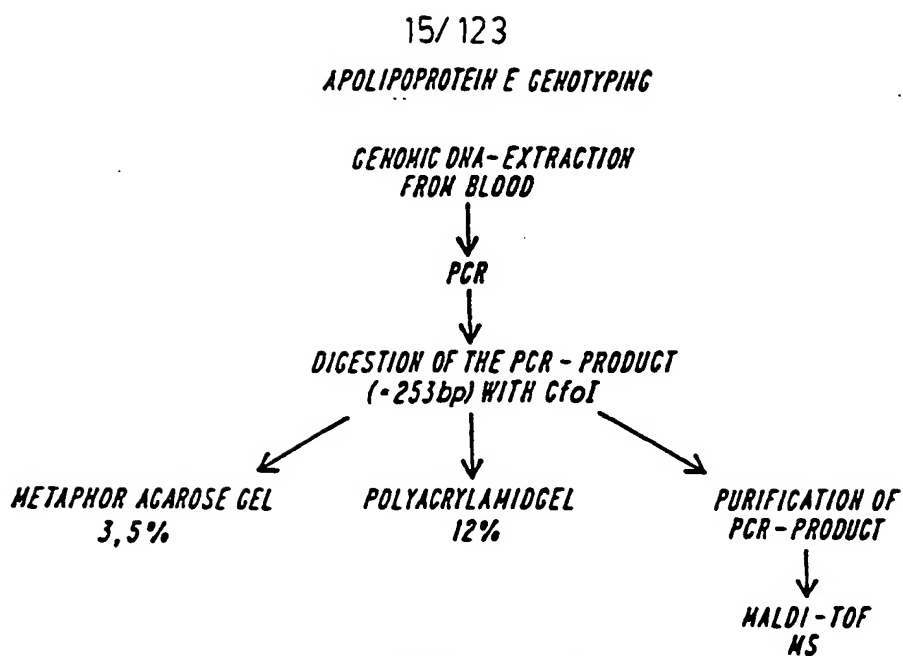 15/123
APOLIPOPROTEIN E GENOTYPING
GENOMIC DNA-EXTRACTION
FROM BLOOD
PCR
DIGESTION OF THE PCR-PRODUCT
(=253bp) WITH CfoI
METAPHOR AGAROSE GEL
3,5%
POLYACRYLAMIDGEL
12%
PURIFICATION OF
PCR-PRODUCT
MALDI-TOF
MS